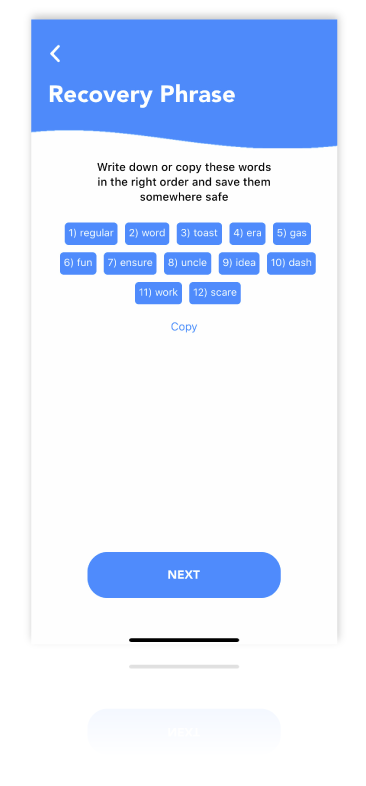 Recovery Phrase
Write down or copy these words
in the right order and save them
somewhere safe
1) regular 2) word 3) toast 4) era 5) gas
6) fun 7) ensure 8) uncle 9) idea 10) dash
11) work 12) scare
Copy
NEXT